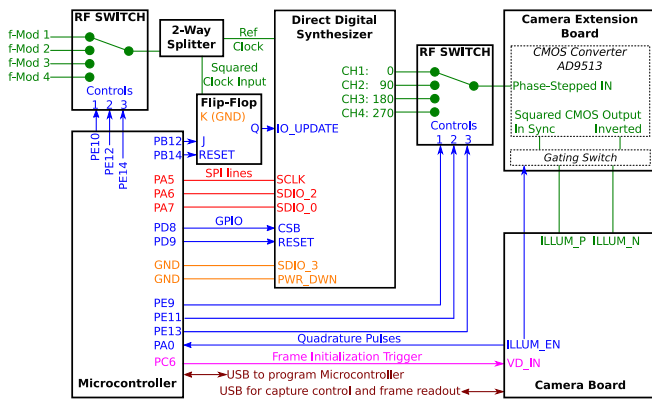 RF SWITCH
f-Mod 1
f-Mod 2
f-Mod 3
f-Mod 4
Controls
1 2 3
PE10
PE12
PE14
2-Way
Splitter
Ref
Clock
Squared
Clock Input
Flip-Flop
K (GND)
J
RESET
Q
Direct Digital
Synthesizer
CH1: 0
CH2: 90
CH3: 180
CH4: 270
IO_UPDATE
SCLK
SDIO_2
SDIO_0
CSB
RESET
SDIO_3
PWR_DWN
RF SWITCH
Controls
1 2 3
Camera Extension
Board
CMOS Converter
AD9513
Phase-Stepped IN
Squared CMOS Output
In Sync
Inverted
Gating Switch
ILLUM_P
ILLUM_N
PB12
PB14
PA5
SPI lines
PA6
PA7
PD8
GPIO
PD9
GND
GND
PE9
PE11
PE13
PA0
Quadrature Pulses
ILLUM_EN
PC6
Frame Initialization Trigger
VD_IN
Microcontroller
USB to program Microcontroller
USB for capture control and frame readout
Camera Board